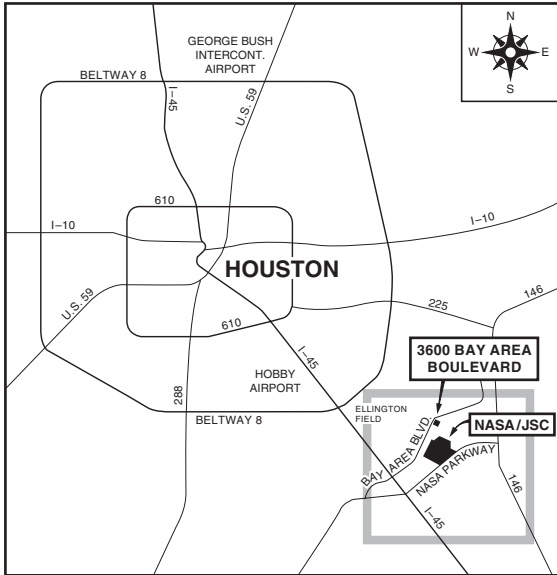 N
W
E
S
GEORGE BUSH
INTERCONT.
AIRPORT
BELTWAY 8
I–45
U.S. 59
610
I–10
I–10
HOUSTON
U.S. 59
225
146
610
I–45
3600 BAY AREA
BOULEVARD
HOBBY
AIRPORT
288
ELLINGTON
FIELD
NASA/JSC
BELTWAY 8
BAY AREA BLVD.
NASA PARKWAY
146
I–45